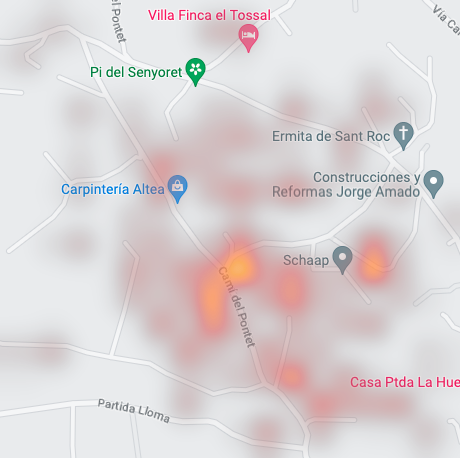 del Pontet
Villa Finca el Tossal
Via Ca
Pi del Senyoret
Ermita de Sant Roc
Construcciones y
Reformas Jorge Amado
Carpintería Altea
Schaap
Camí del Pontet
Casa Ptda La Hue
Partida Lloma